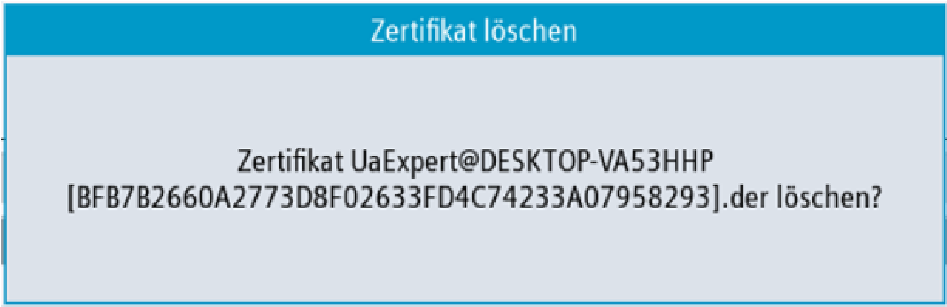 Zertifikat löschen
Zertifikat UaExpert@DESKTOP-VA53HHP
[BFB7B2660A2773D8F02633FD4C74233A07958293].der löschen?